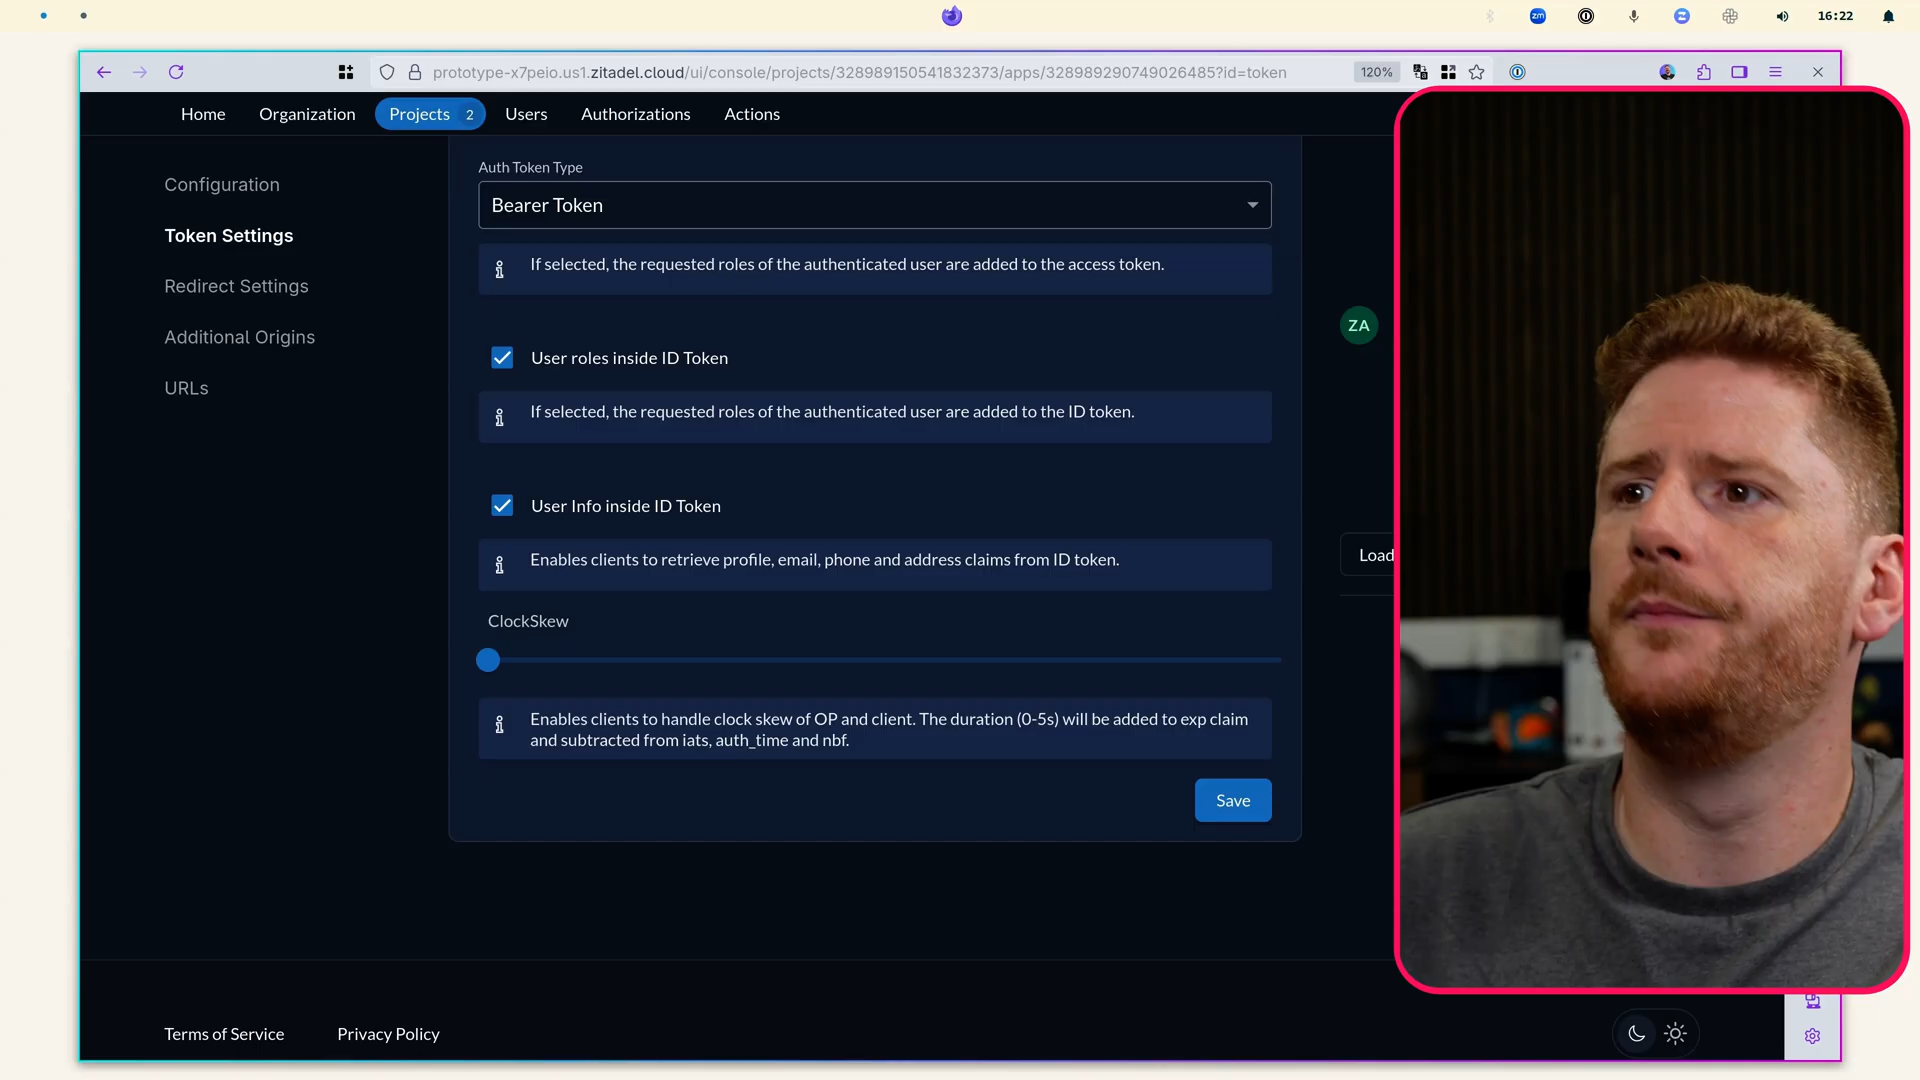 zm
16:22
prototype-x7peio.us1.zitadel.cloud/ui/console/projects/328989150541832373/apps/328989290749026485?id=token
120%
Home
Organization
Projects 2
Users
Authorizations
Actions
Configuration
Token Settings
Redirect Settings
Additional Origins
URLs
Auth Token Type
Bearer Token
If selected, the requested roles of the authenticated user are added to the access token.
User roles inside ID Token
If selected, the requested roles of the authenticated user are added to the ID token.
User Info inside ID Token
Enables clients to retrieve profile, email, phone and address claims from ID token.
ClockSkew
Enables clients to handle clock skew of OP and client. The duration (0-5s) will be added to exp claim
and subtracted from iats, auth_time and nbf.
Save
ZA
Load
Terms of Service
Privacy Policy